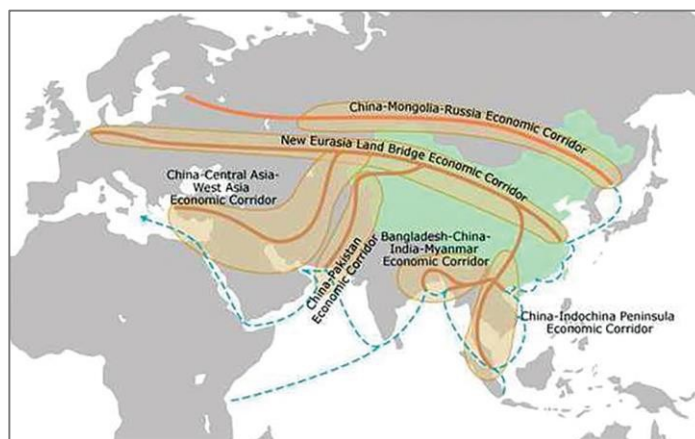 China-Mongolia-Russia Economic
Corridor
New Eurasia Land Bridge Economic Corridor
China-Central Asia-
West Asia
Economic Corridor
China-Pakistan
Economic Corridor
Bangladesh-China-
India-Myanmar
Economic Corridor
China-Indochina Peninsula
Economic Corridor